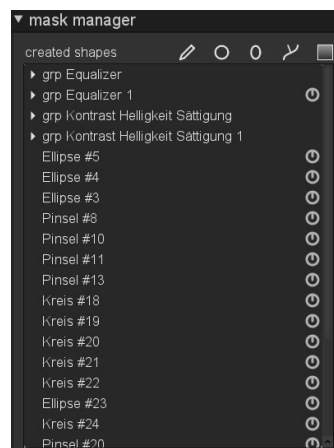 mask manager
created shapes
grp Equalizer
grp Equalizer 1
grp Kontrast Helligkeit Sättigung
grp Kontrast Helligkeit Sättigung 1
Ellipse #5
Ellipse #4
Ellipse #3
Pinsel #8
Pinsel #10
Pinsel #11
Pinsel #13
Kreis #18
Kreis #19
Kreis #20
Kreis #21
Kreis #22
Ellipse #23
Kreis #24
Pinsel #20